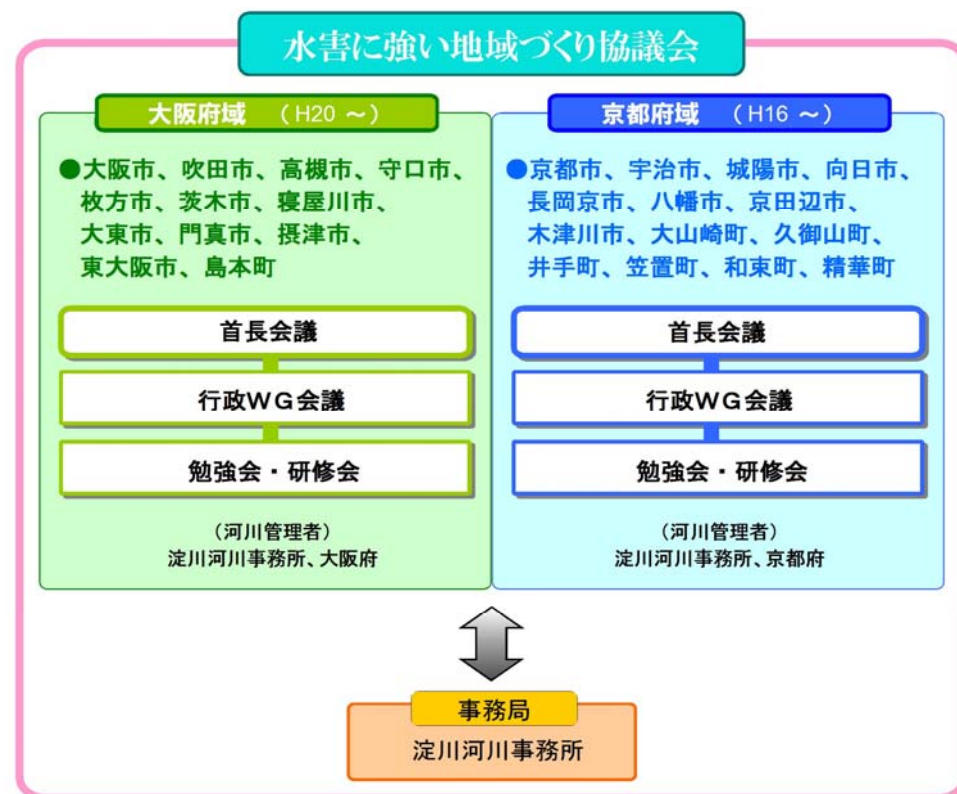 水害に強い地域づくり協議会
大阪府域 (H20 ~)
●大阪市、吹田市、高槻市、守口市、
枚方市、茨木市、寝屋川市、
大東市、門真市、摂津市、
東大阪市、島本町
首長会議
行政WG会議
勉強会・研修会
(河川管理者)
淀川河川事務所、大阪府
京都府域 (H16 ~)
●京都市、宇治市、城陽市、向日市、
長岡京市、八幡市、京田辺市、
木津川市、大山崎町、久御山町、
井手町、笠置町、和束町、精華町
首長会議
行政WG会議
勉強会・研修会
(河川管理者)
淀川河川事務所、京都府
事務局
淀川河川事務所